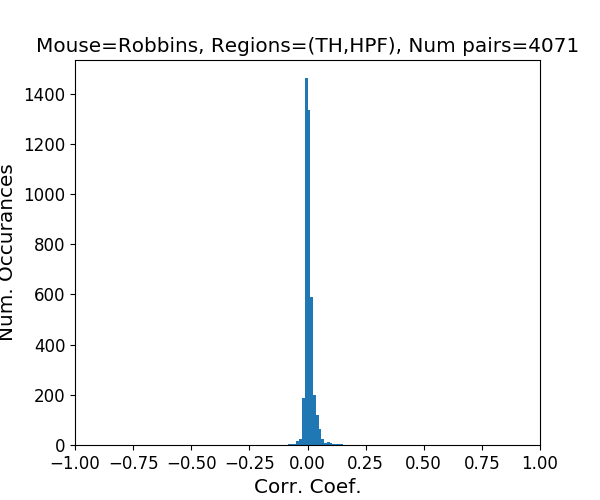 Mouse=Robbins, Regions=(TH,HPF), Num pairs=4071
1400
1200
1000
800
600
400
200
0
Num. Occurances
−1.00 −0.75 −0.50 −0.25 0.00 0.25 0.50 0.75 1.00
Corr. Coef.